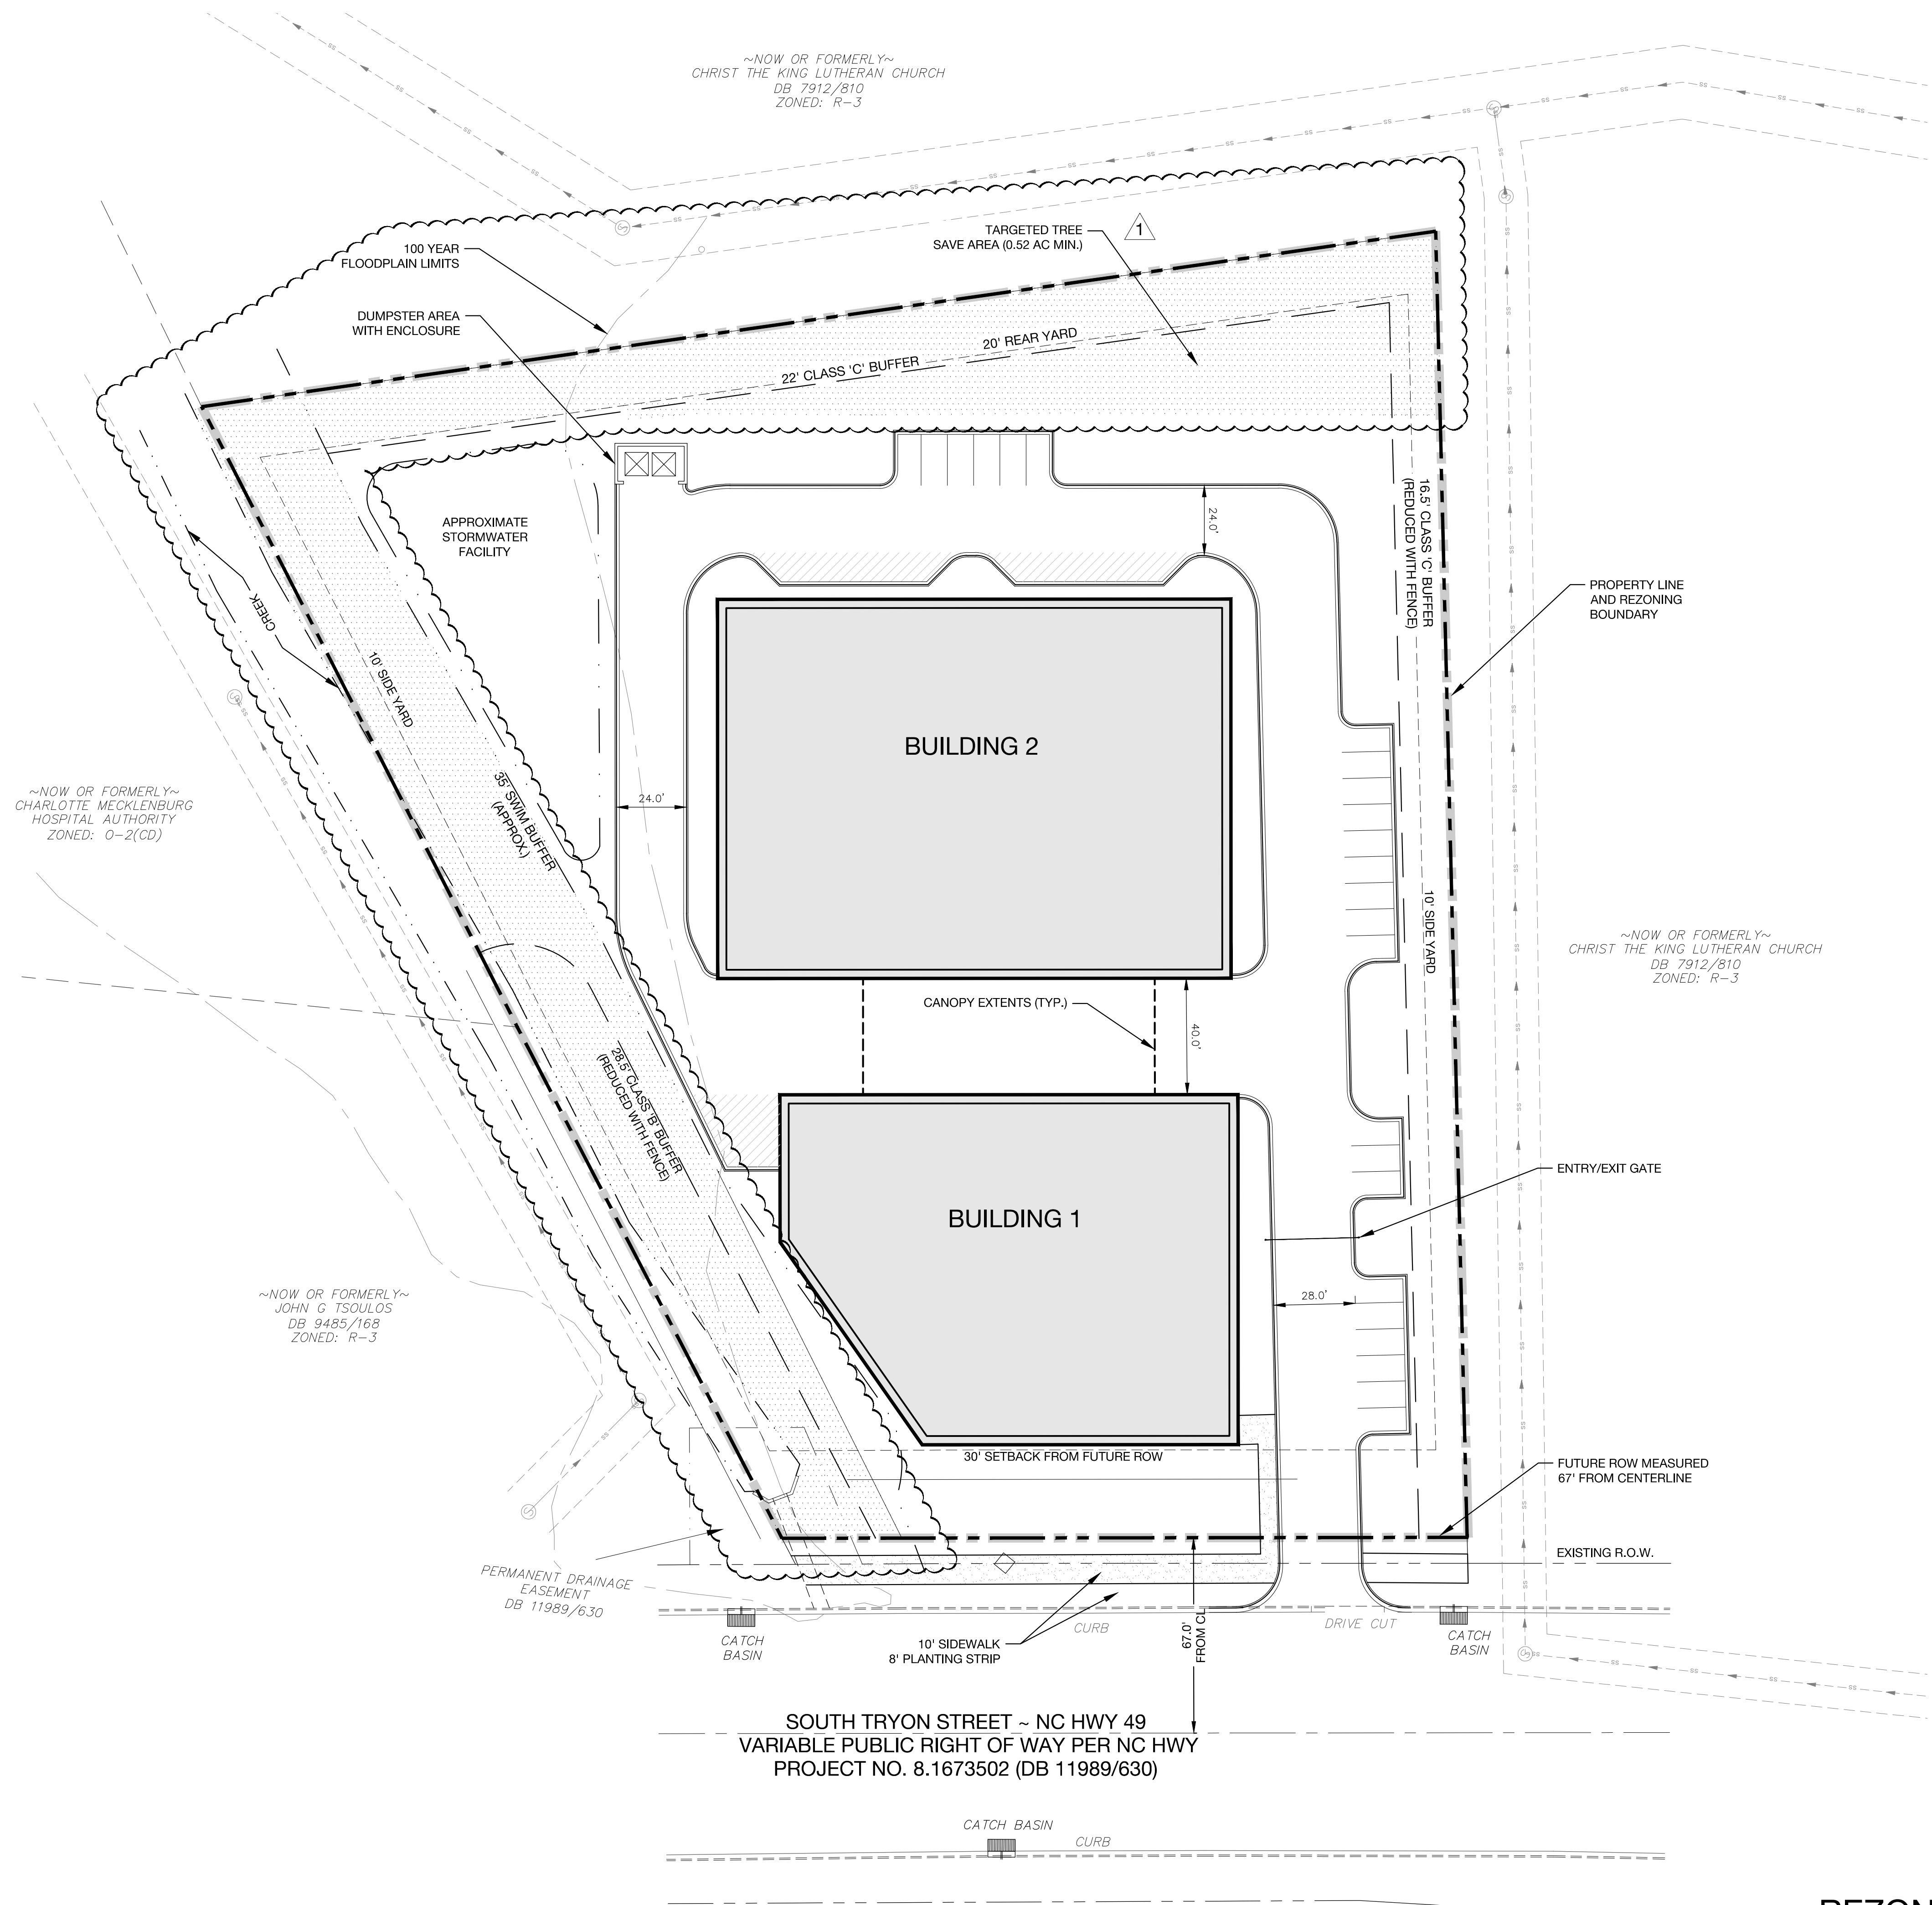 ~NOW OR FORMERLY~
CHRIST THE KING LUTHERAN CHURCH
DB 7912/810
ZONED: R-3
100 YEAR
FLOODPLAIN LIMITS
TARGETED TREE
SAVE AREA (0.52 AC MIN.)
1
DUMPSTER AREA
WITH ENCLOSURE
20' REAR YARD
22' CLASS 'C' BUFFER
APPROXIMATE
STORMWATER
FACILITY
24.0'
16.5' CLASS 'C' BUFFER
(REDUCED WITH FENCE)
CREEK
PROPERTY LINE
AND REZONING
BOUNDARY
10' SIDE YARD
BUILDING 2
35' SWIM BUFFER
(APPROX.)
24.0'
~NOW OR FORMERLY~
CHARLOTTE MECKLENBURG
HOSPITAL AUTHORITY
ZONED: O-2(CD)
10' SIDE YARD
~NOW OR FORMERLY~
CHRIST THE KING LUTHERAN CHURCH
DB 7912/810
ZONED: R-3
CANOPY EXTENTS (TYP.)
40.0'
28.5' CLASS 'B' BUFFER
(REDUCED WITH FENCE)
ENTRY/EXIT GATE
BUILDING 1
~NOW OR FORMERLY~
JOHN G TSOULOS
DB 9485/168
ZONED: R-3
28.0'
30' SETBACK FROM FUTURE ROW
FUTURE ROW MEASURED
67' FROM CENTERLINE
EXISTING R.O.W.
PERMANENT DRAINAGE
EASEMENT
DB 11989/630
CATCH
BASIN
10' SIDEWALK
8' PLANTING STRIP
CURB
67.0'
FROM CL
DRIVE CUT
CATCH
BASIN
SOUTH TRYON STREET ~ NC HWY 49
VARIABLE PUBLIC RIGHT OF WAY PER NC HWY
PROJECT NO. 8.1673502 (DB 11989/630)
CATCH BASIN
CURB